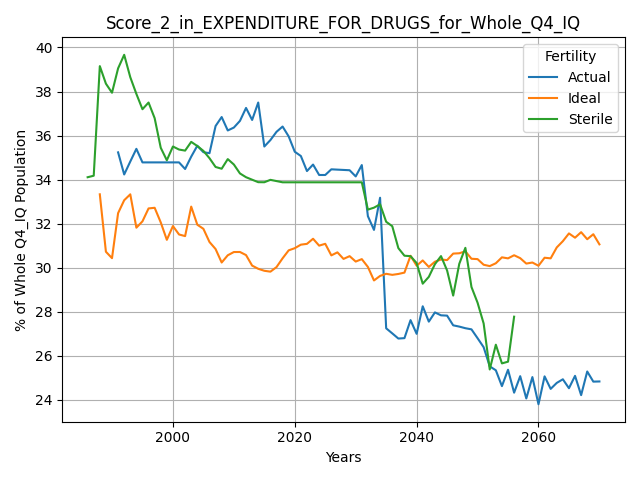 Score_2_in_EXPENDITURE_FOR_DRUGS_for_Whole_Q4_IQ
Fertility
Actual
Ideal
Sterile
% of Whole Q4_IQ Population
40
38
36
34
32
30
28
26
24
2000
2020
2040
2060
Years